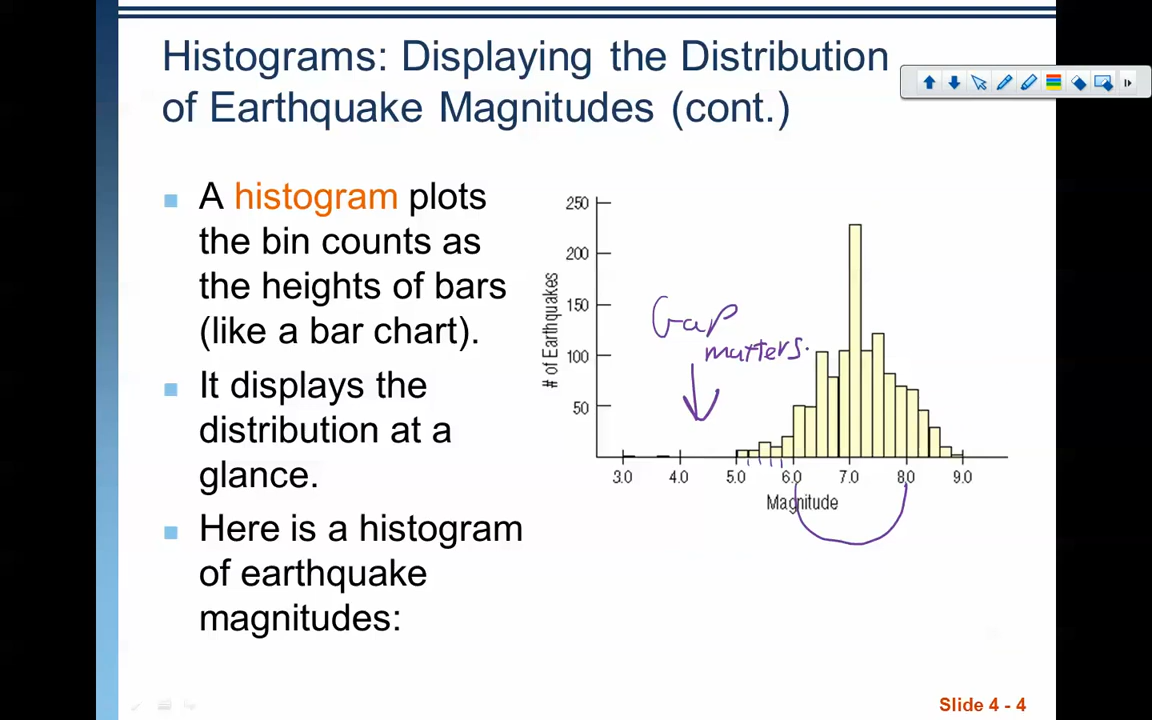 Histograms: Displaying the Distribution
of Earthquake Magnitudes (cont.)
■ A histogram plots
the bin counts as
the heights of bars
(like a bar chart).
■ It displays the
distribution at a
glance.
■ Here is a histogram
of earthquake
magnitudes:
# of Earthquakes
250
200
150
100
50
Gap
matters.
3.0 4.0 5.0 6.0 7.0 8.0 9.0
Magnitude
Slide 4 - 4